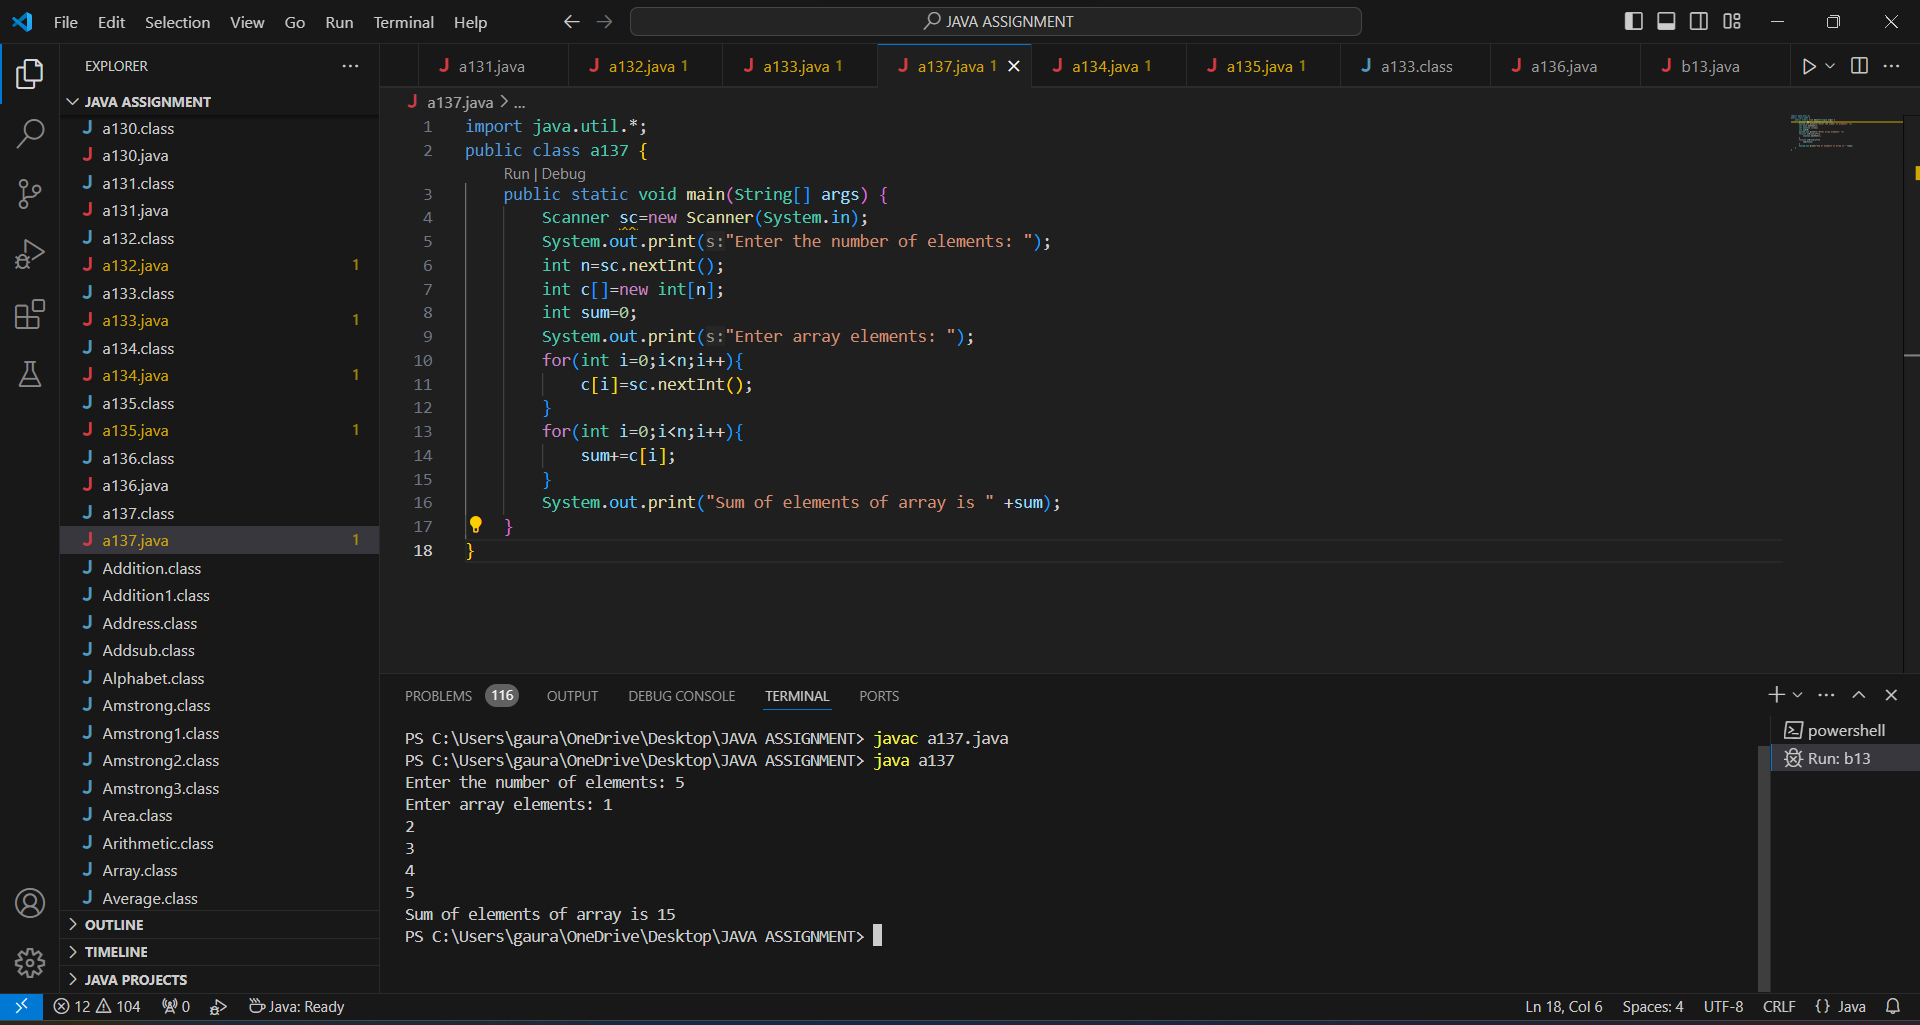 File Edit Selection View Go Run Terminal Help
JAVA ASSIGNMENT
EXPLORER
JAVA ASSIGNMENT
a130.class
a130.java
a131.class
a131.java
a132.class
a132.java 1
a133.class
a133.java 1
a134.class
a134.java 1
a135.class
a135.java 1
a136.class
a136.java
a137.class
a137.java 1
Addition.class
Addition1.class
Address.class
Addsub.class
Alphabet.class
Amstrong.class
Amstrong1.class
Amstrong2.class
Amstrong3.class
Area.class
Arithmetic.class
Array.class
Average.class
OUTLINE
TIMELINE
JAVA PROJECTS
a131.java a132.java 1 a133.java 1 a137.java 1 a134.java 1 a135.java 1 a133.class a136.java b13.java
a137.java > ...
1 import java.util.*;
2 public class a137 {
Run | Debug
3 public static void main(String[] args) {
4 Scanner sc=new Scanner(System.in);
5 System.out.print(s:"Enter the number of elements: ");
6 int n=sc.nextInt();
7 int c[]=new int[n];
8 int sum=0;
9 System.out.print(s:"Enter array elements: ");
10 for(int i=0;i<n;i++){
11 c[i]=sc.nextInt();
12 }
13 for(int i=0;i<n;i++){
14 sum+=c[i];
15 }
16 System.out.print("Sum of elements of array is " +sum);
17 }
18 }
PROBLEMS 116 OUTPUT DEBUG CONSOLE TERMINAL PORTS
PS C:\Users\gaura\OneDrive\Desktop\JAVA ASSIGNMENT> javac a137.java
PS C:\Users\gaura\OneDrive\Desktop\JAVA ASSIGNMENT> java a137
Enter the number of elements: 5
Enter array elements: 1
2
3
4
5
Sum of elements of array is 15
PS C:\Users\gaura\OneDrive\Desktop\JAVA ASSIGNMENT>
powershell
Run: b13
12 104 0 Java: Ready
Ln 18, Col 6 Spaces: 4 UTF-8 CRLF {} Java